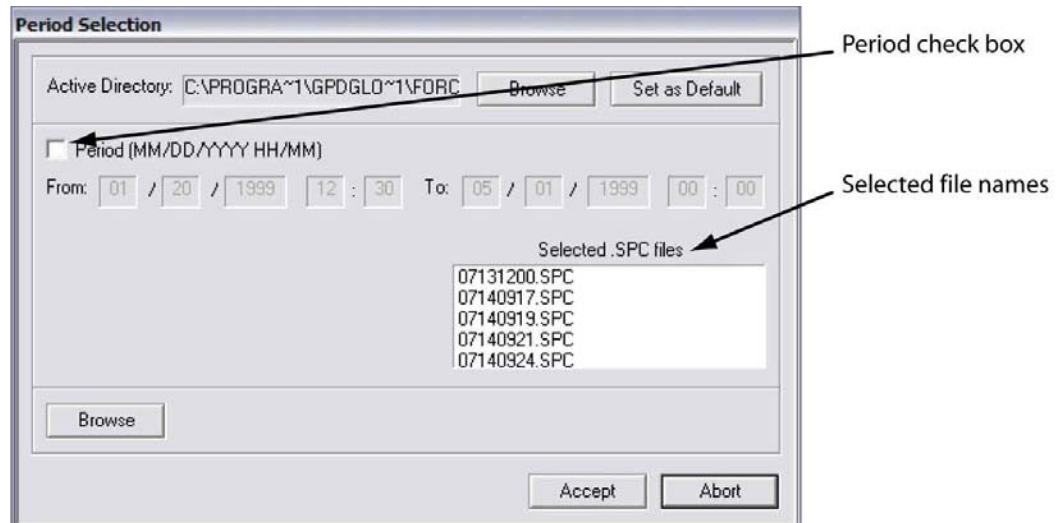 Period Selection
Period check box
Active Directory: C:\PROGRA~1\GPDGLO~1\FORC Browse Set as Default
Period (MM/DD/YYYY HH/MM)
From: 01 / 20 / 1999 12 : 30 To: 05 / 01 / 1999 00 : 00
Selected file names
Selected .SPC files
07131200.SPC
07140917.SPC
07140919.SPC
07140921.SPC
07140924.SPC
Browse
Accept Abort